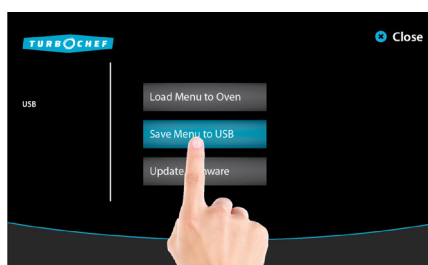 TURBOCHEF
Close
USB
Load Menu to Oven
Save Menu to USB
Update